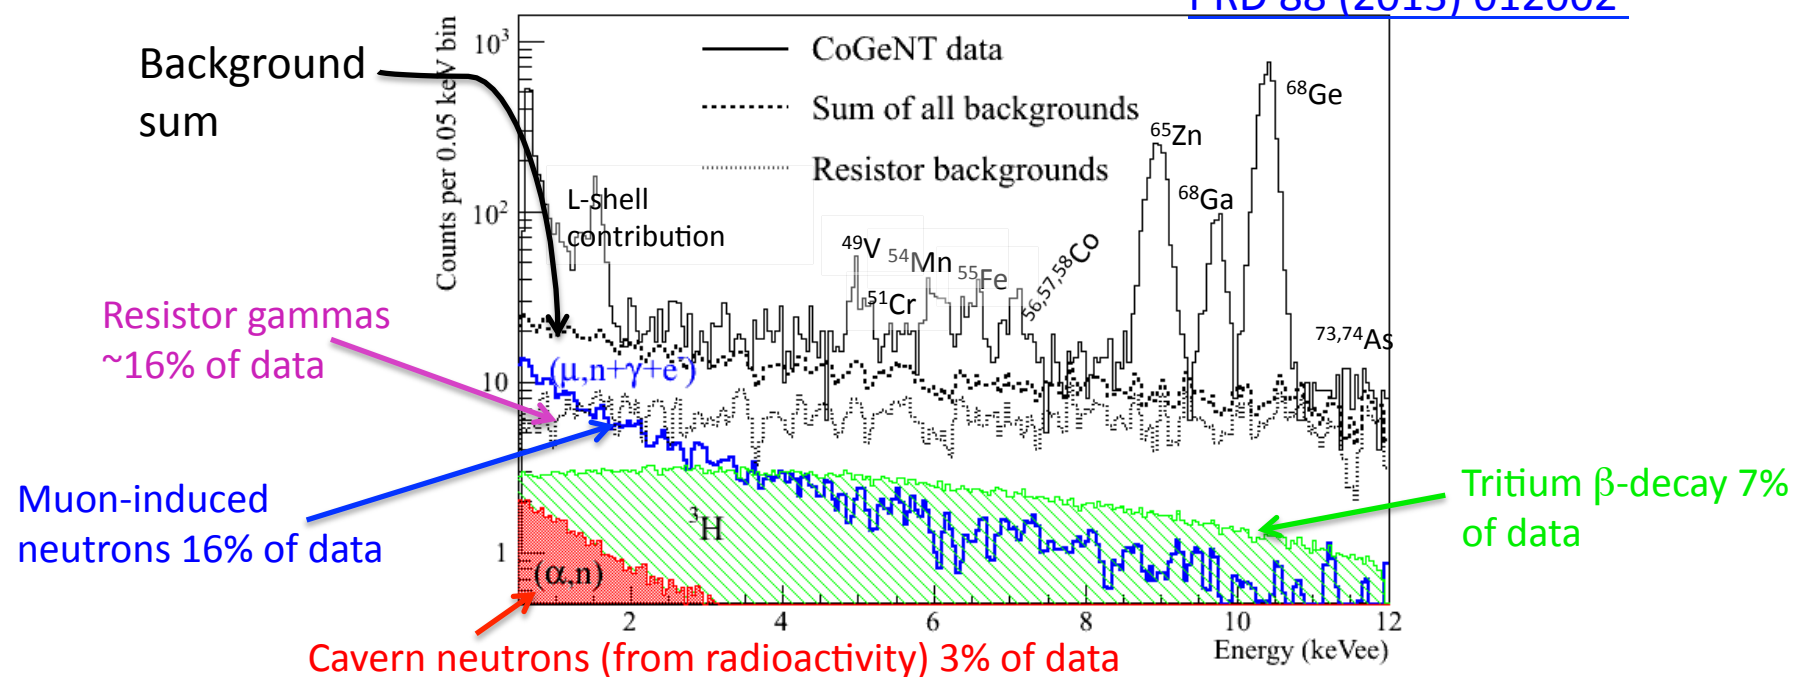 PRD 88 (2013) 012002
Background
sum
Counts per 0.05 keV bin
10³
10²
10
1
CoGeNT data
Sum of all backgrounds
Resistor backgrounds
⁶⁸Ge
⁶⁵Zn
⁶⁸Ga
L-shell
contribution
⁴⁹V
⁵⁴Mn
⁵⁵Fe
⁵¹Cr
⁵⁶,⁵⁷,⁵⁸Co
⁷³,⁷⁴As
Resistor gammas
~16% of data
(μ,n+γ+e⁻)
Muon-induced
neutrons 16% of data
³H
(α,n)
Tritium β-decay 7%
of data
2 4 6 8 10 12
Energy (keVee)
Cavern neutrons (from radioactivity) 3% of data